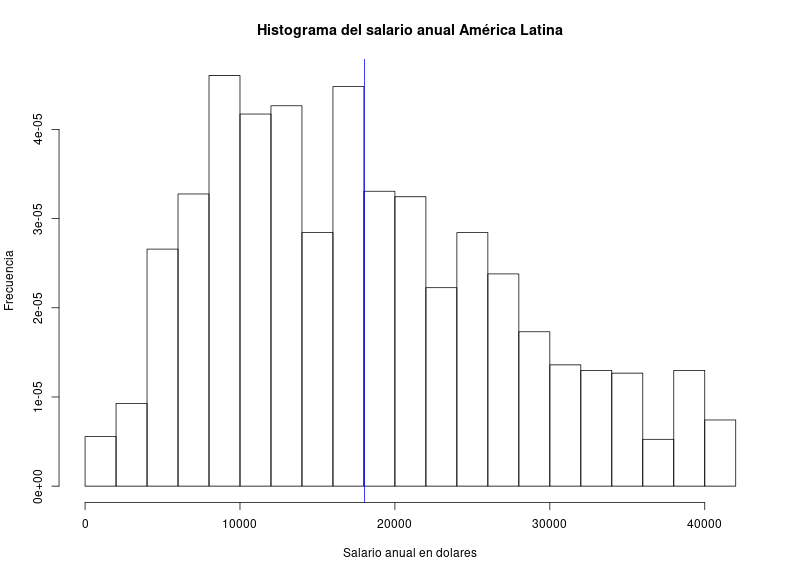 Histograma del salario anual América Latina
Frecuencia
4e-05
3e-05
2e-05
1e-05
0e+00
0 10000 20000 30000 40000
Salario anual en dolares